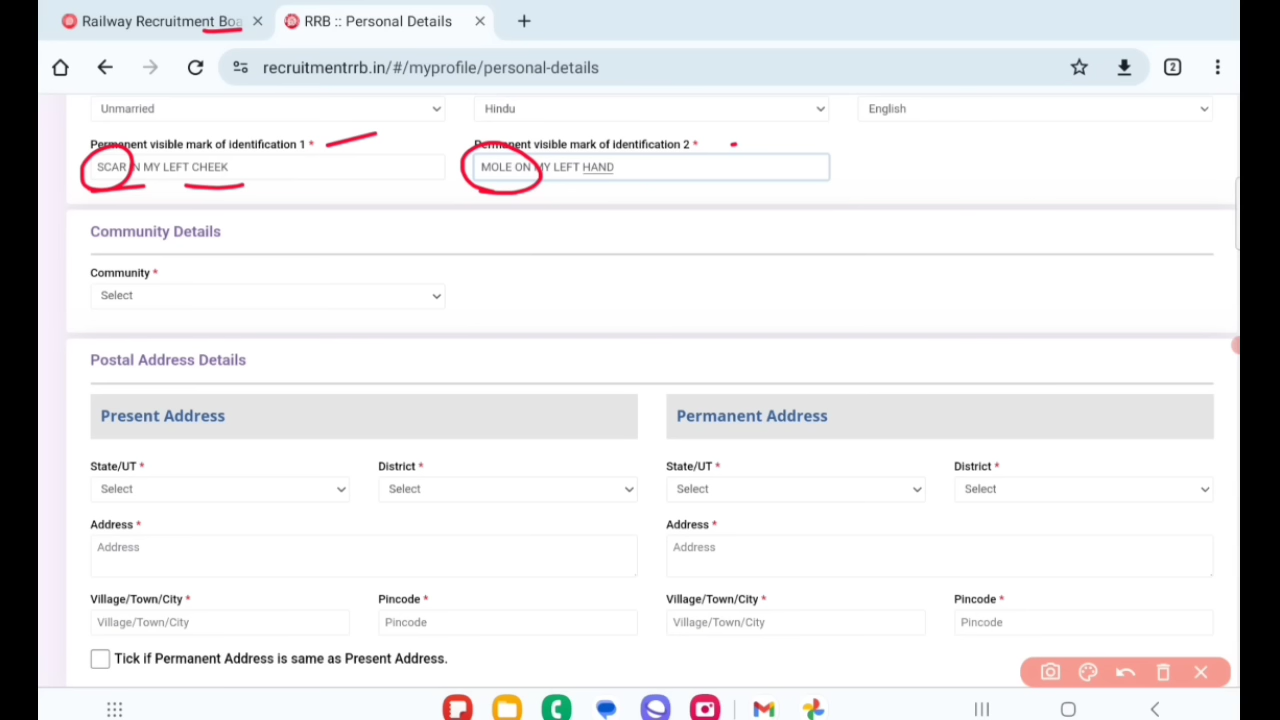 Railway Recruitment Boa
RRB :: Personal Details
recruitmentrrb.in/#/myprofile/personal-details
2
Unmarried
Hindu
English
Permanent visible mark of identification 1 *
Permanent visible mark of identification 2 *
SCAR IN MY LEFT CHEEK
MOLE ON MY LEFT HAND
Community Details
Community *
Select
Postal Address Details
Present Address
Permanent Address
State/UT *
District *
State/UT *
District *
Select
Select
Select
Select
Address *
Address *
Address
Address
Village/Town/City *
Pincode *
Village/Town/City *
Pincode *
Village/Town/City
Pincode
Village/Town/City
Pincode
Tick if Permanent Address is same as Present Address.